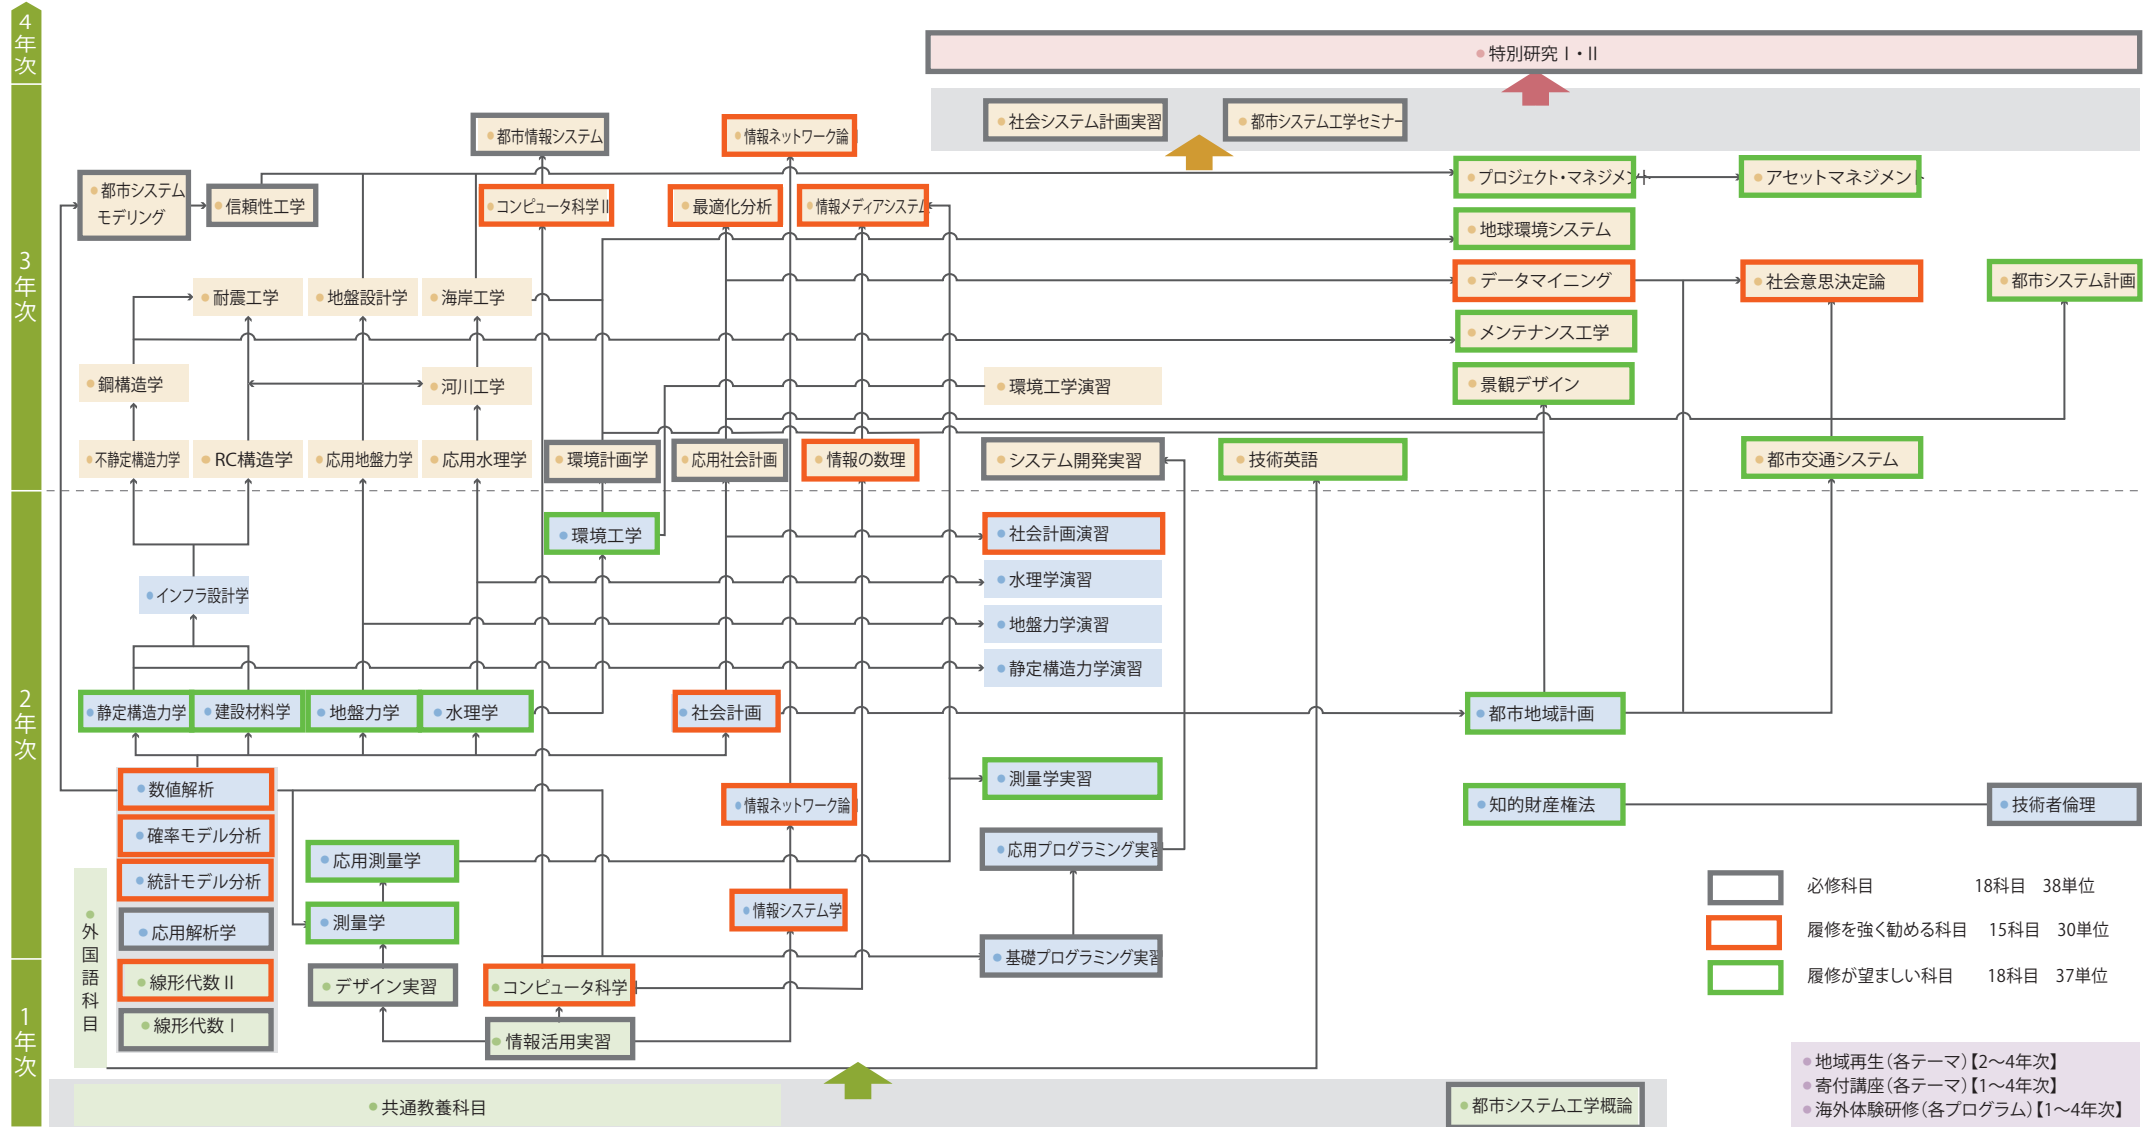 4年次
特別研究Ⅰ・Ⅱ
社会システム計画実習
都市システム工学セミナー
3年次
都市情報システム
情報ネットワーク論
都市システム
モデリング
信頼性工学
コンピュータ科学Ⅱ
最適化分析
情報メディアシステム
プロジェクト・マネジメント
アセットマネジメント
地球環境システム
耐震工学
地盤設計学
海岸工学
データマイニング
社会意思決定論
都市システム計画
メンテナンス工学
鋼構造学
河川工学
環境工学演習
景観デザイン
不静定構造力学
RC構造学
応用地盤力学
応用水理学
環境計画学
応用社会計画
情報の数理
システム開発実習
技術英語
都市交通システム
2年次
環境工学
社会計画演習
インフラ設計学
水理学演習
地盤力学演習
静定構造力学演習
静定構造力学
建設材料学
地盤力学
水理学
社会計画
都市地域計画
数値解析
情報ネットワーク論
測量学実習
知的財産権法
技術者倫理
確率モデル分析
応用測量学
応用プログラミング実習
統計モデル分析
情報システム学
応用解析学
測量学
基礎プログラミング実習
1年次
外国語科目
線形代数Ⅱ
デザイン実習
コンピュータ科学
線形代数Ⅰ
情報活用実習
共通教養科目
都市システム工学概論
必修科目 18科目 38単位
履修を強く勧める科目 15科目 30単位
履修が望ましい科目 18科目 37単位
地域再生（各テーマ）【2〜4年次】
寄付講座（各テーマ）【1〜4年次】
海外体験研修（各プログラム）【1〜4年次】